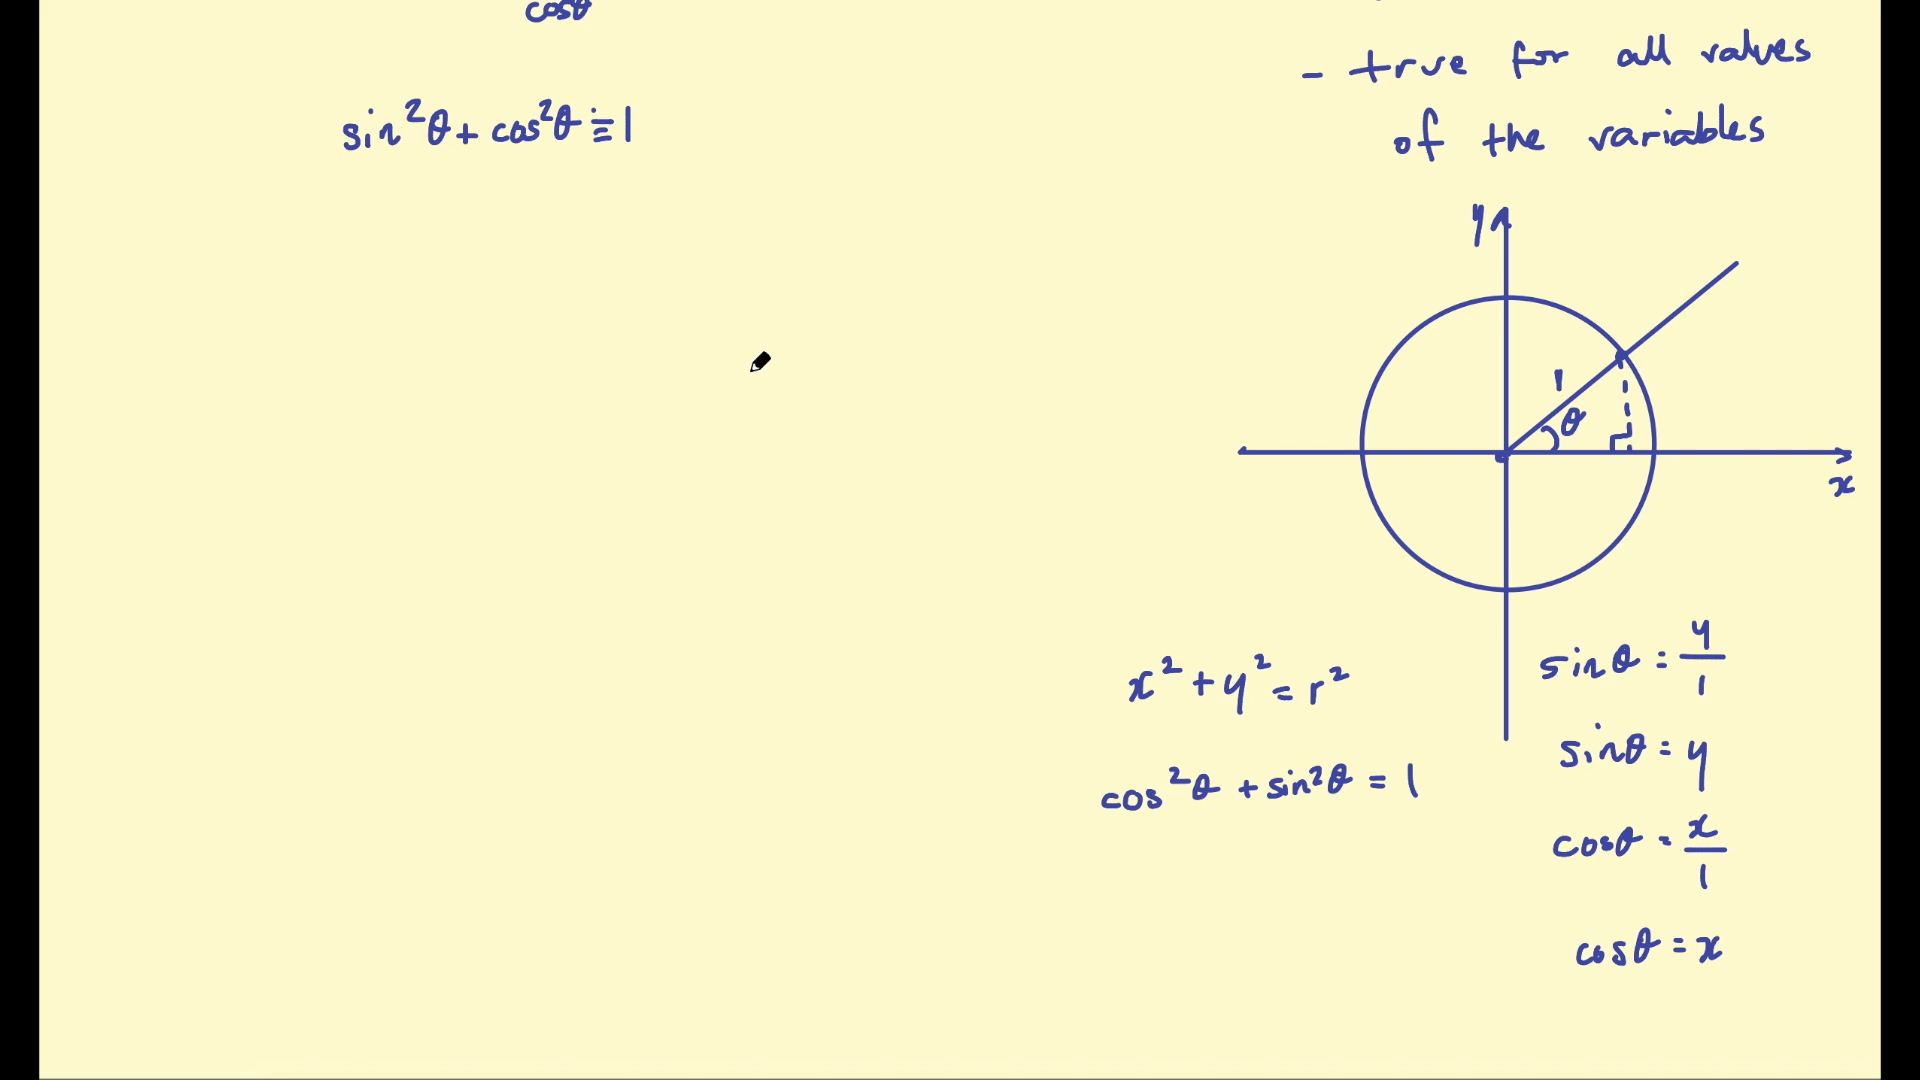 cosθ
sin²θ + cos²θ ≡ 1
- true for all values
of the variables
y
1
θ
x
x² + y² = r²
cos²θ + sin²θ = 1
sinθ = y/1
sinθ = y
cosθ = x/1
cosθ = x